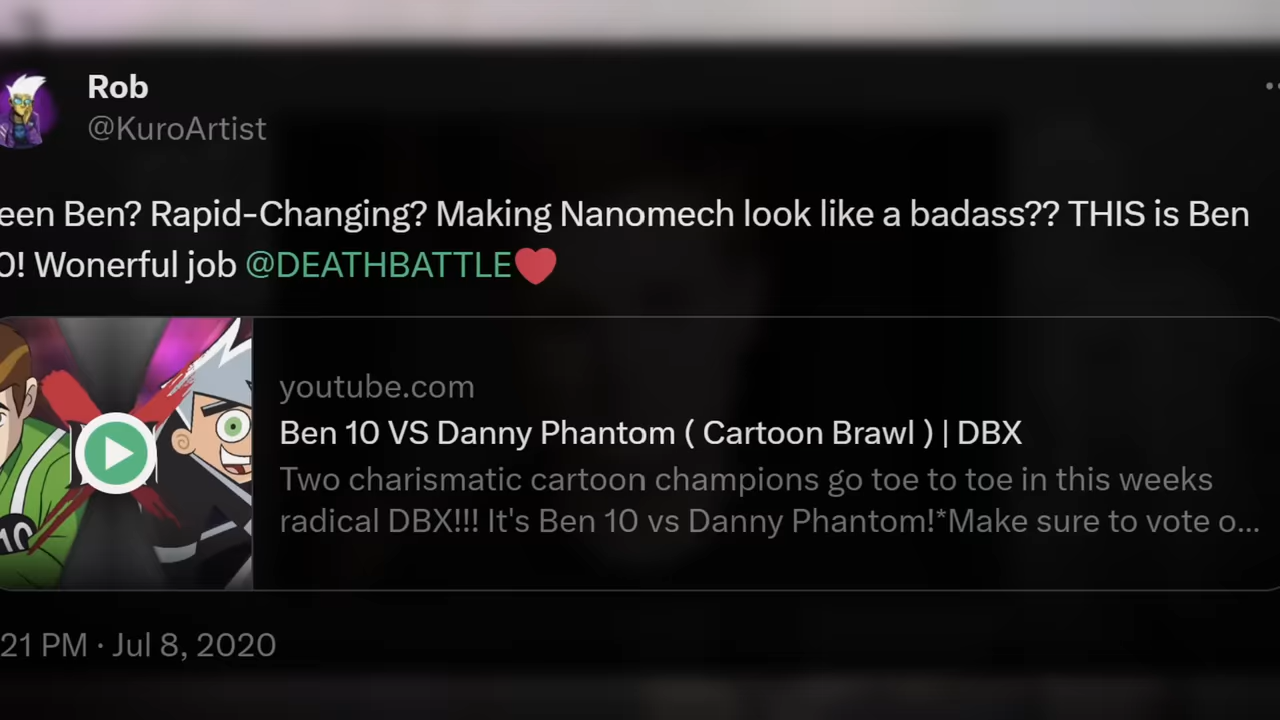 Rob
@KuroArtist
een Ben? Rapid-Changing? Making Nanomech look like a badass?? THIS is Ben
0! Wonerful job @DEATHBATTLE❤️
youtube.com
Ben 10 VS Danny Phantom ( Cartoon Brawl ) | DBX
Two charismatic cartoon champions go toe to toe in this weeks
radical DBX!!! It's Ben 10 vs Danny Phantom!*Make sure to vote o...
10
21 PM · Jul 8, 2020